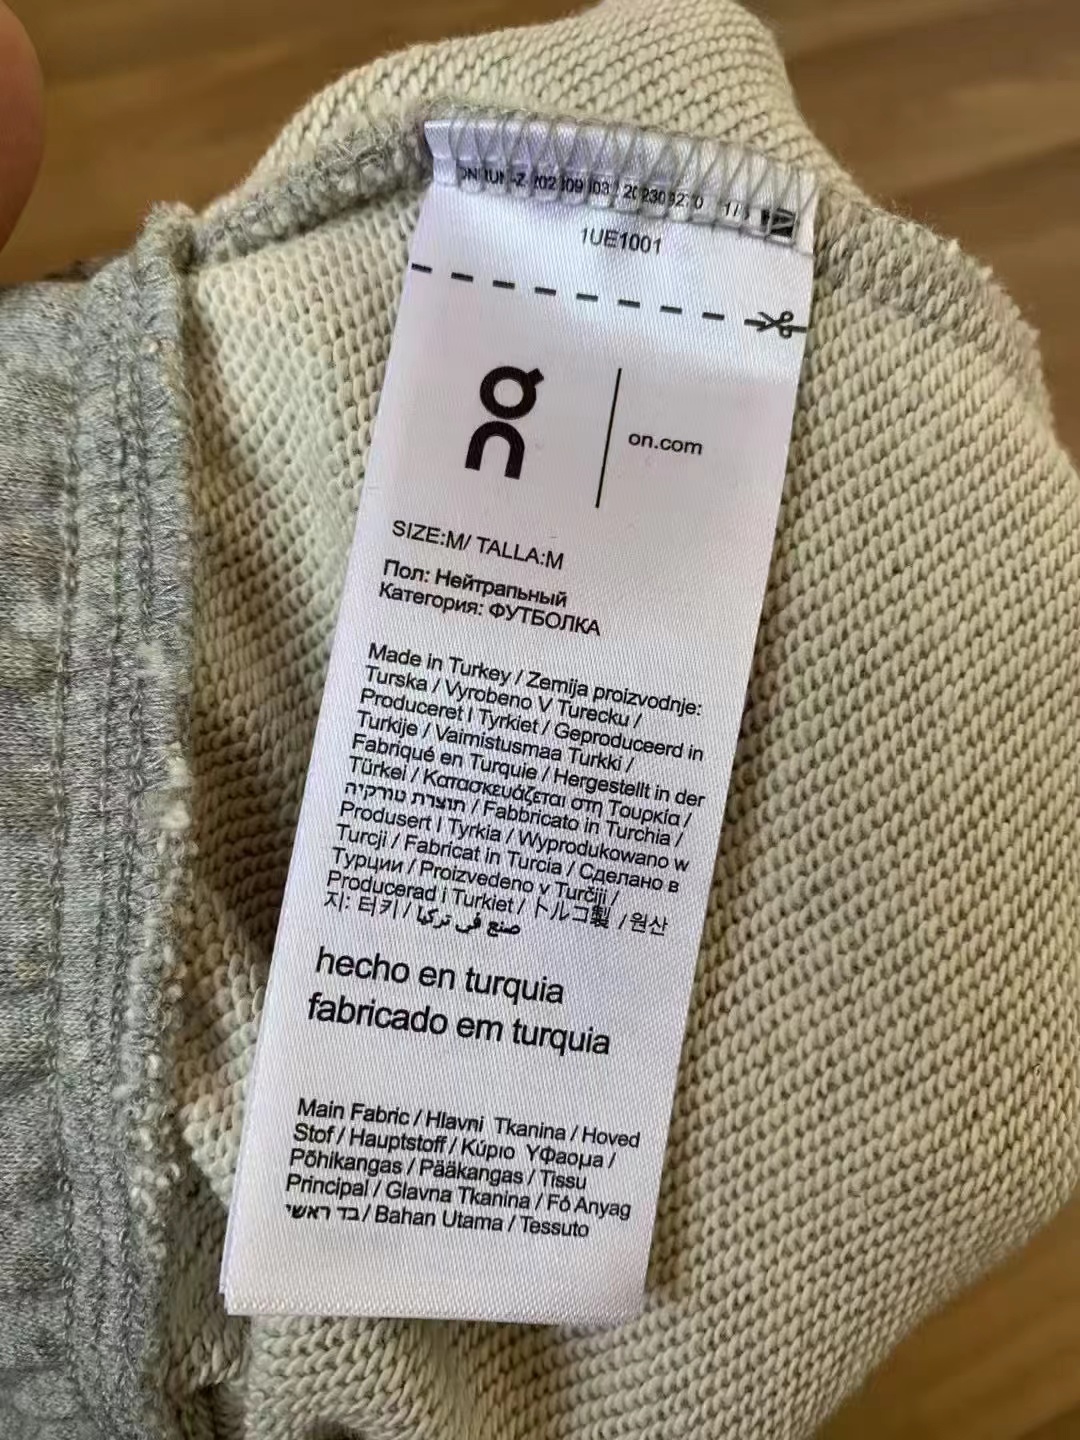 1UE1001
on
on.com
SIZE:M/ TALLA:M
Пол: Нейтрапьный
Категория: ФУТБОЛКА
Made in Turkey / Zemija proizvodnje:
Turska / Vyrobeno V Turecku /
Produceret I Tyrkiet / Geproduceerd in
Turkije / Vaimistusmaa Turkki /
Fabriqué en Turquie / Hergestellt in der
Türkei / Κατασκευάζεται στη Τουρκία /
תוצרת טורקיה / Fabbricato in Turchia /
Produsert I Tyrkia / Wyprodukowano w
Turcji / Fabricat in Turcia / Сделано в
Турции / Proizvedeno v Turčiji /
Producerad i Turkiet / トルコ製 / 원산
지: 터키 / صنع في تركيا
hecho en turquia
fabricado em turquia
Main Fabric / Hlavni Tkanina / Hoved
Stof / Hauptstoff / Κύριο ΥΦασμα /
Põhikangas / Pääkangas / Tissu
Principal / Glavna Tkanina / Fó Anyag
בד ראשי / Bahan Utama / Tessuto